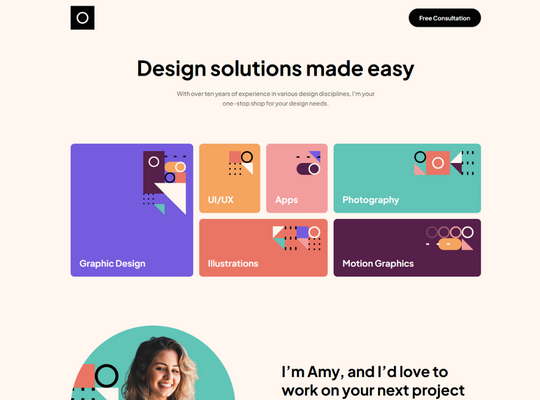 Free Consultation
Design solutions made easy
With over ten years of experience in various design disciplines, I'm your
one-stop shop for your design needs.
Graphic Design
UI/UX
Apps
Photography
Illustrations
Motion Graphics
I’m Amy, and I’d love to
work on your next project